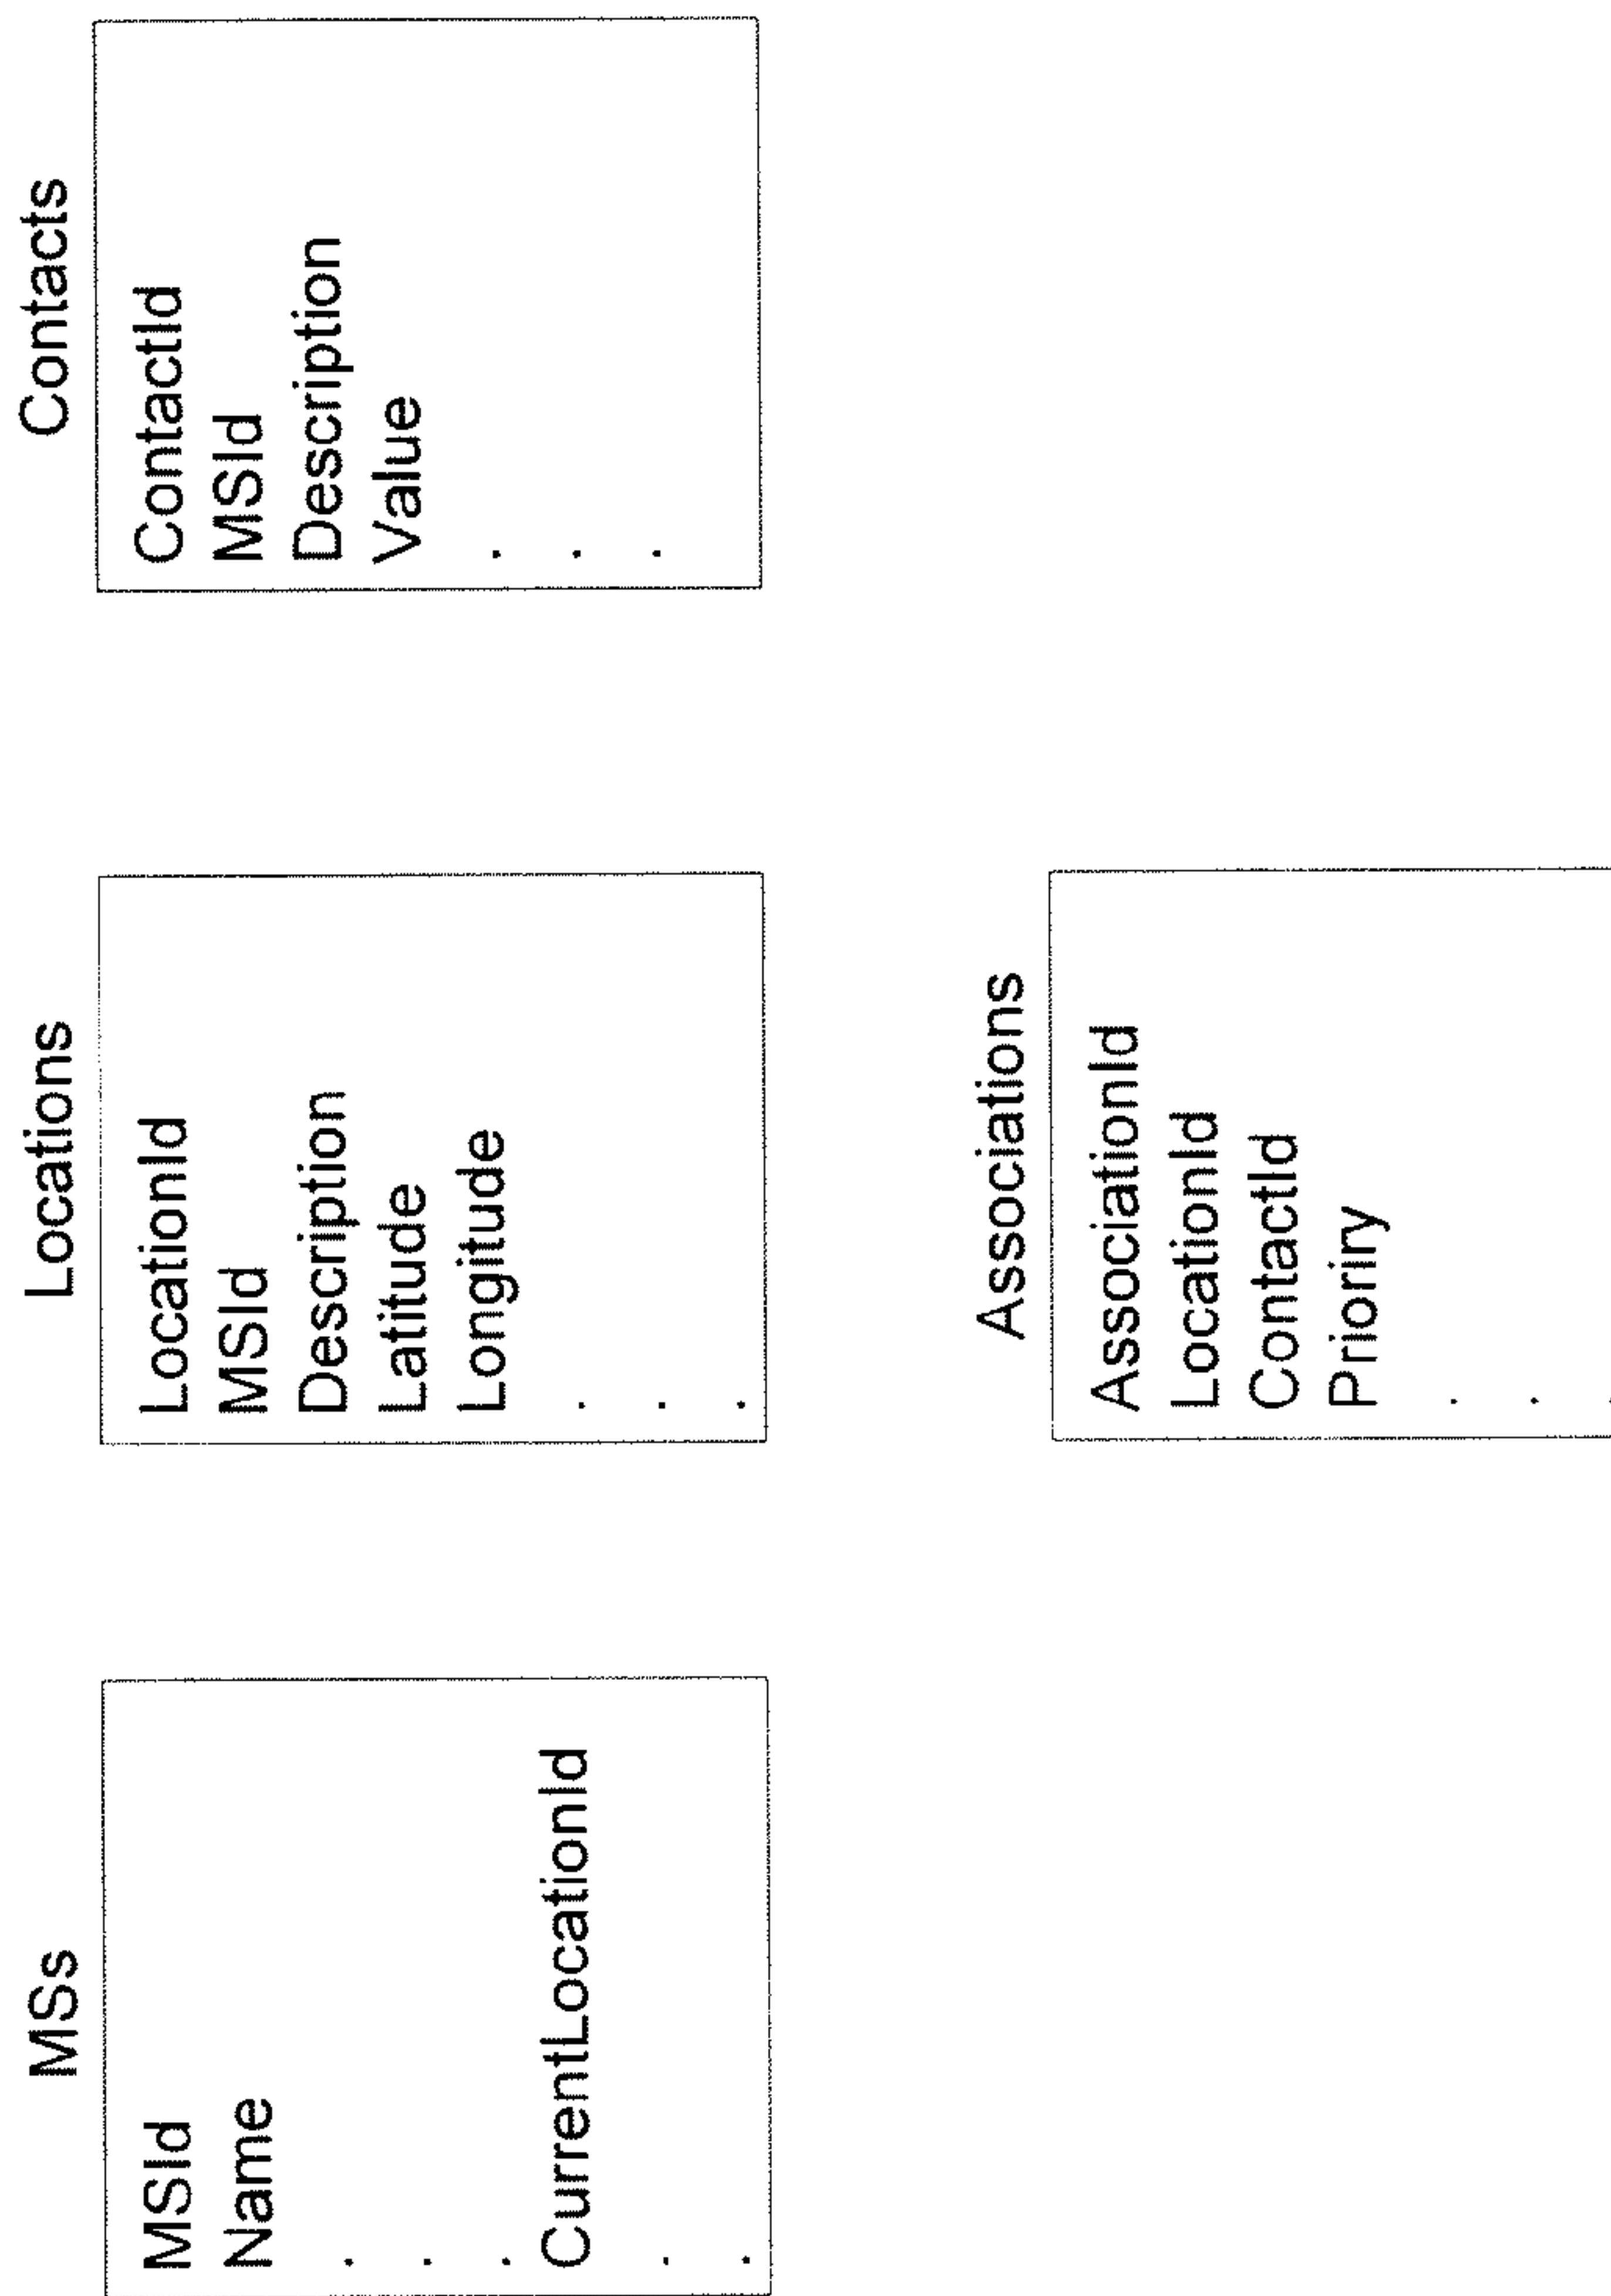 MSs
MSId
Name
.
.
.
CurrentLocationId
.
.
Locations
LocationId
MSId
Description
Latitude
Longitude
.
.
.
Contacts
ContactId
MSId
Description
Value
.
.
.
Associations
AssociationId
LocationId
ContactId
Prioriry
.
.
.